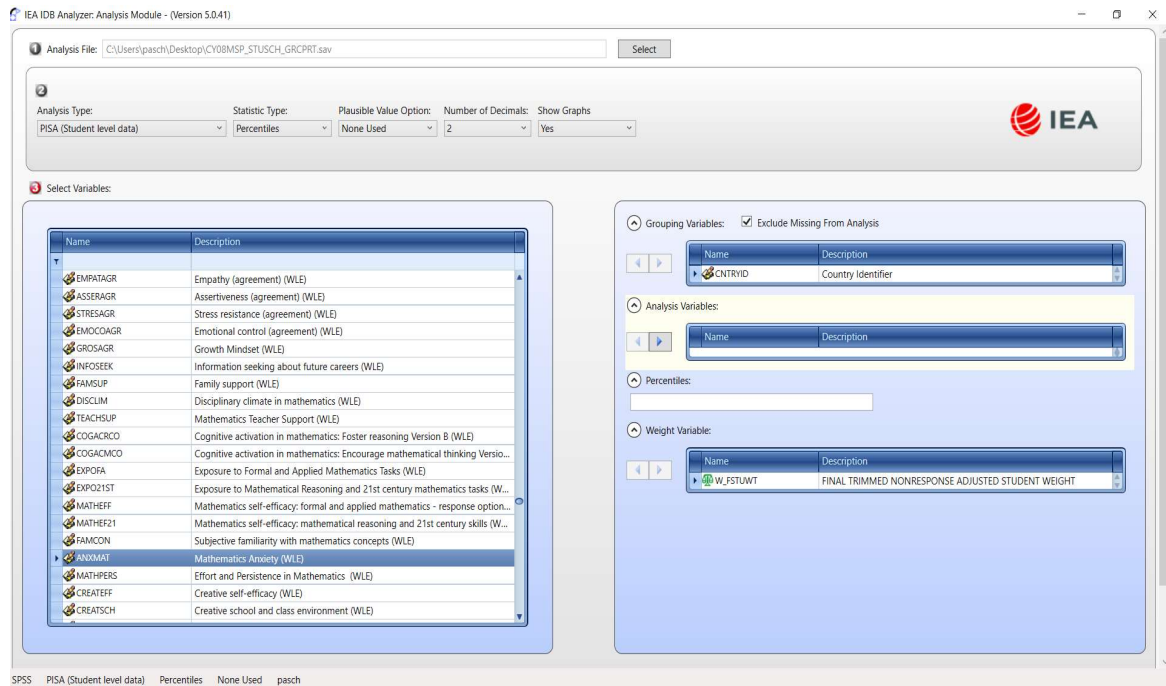 IEA IDB Analyzer: Analysis Module - (Version 5.0.41)
1 Analysis File: C:\Users\pasch\Desktop\CY08MSP_STUSCH_GRCPRT.sav Select
2
Analysis Type: Statistic Type: Plausible Value Option: Number of Decimals: Show Graphs
PISA (Student level data) Percentiles None Used 2 Yes
IEA
3 Select Variables:
Name Description
EMPATAGR Empathy (agreement) (WLE)
ASSERAGR Assertiveness (agreement) (WLE)
STRESAGR Stress resistance (agreement) (WLE)
EMOCOAGR Emotional control (agreement) (WLE)
GROSAGR Growth Mindset (WLE)
INFOSEEK Information seeking about future careers (WLE)
FAMSUP Family support (WLE)
DISCLIM Disciplinary climate in mathematics (WLE)
TEACHSUP Mathematics Teacher Support (WLE)
COGACRCO Cognitive activation in mathematics: Foster reasoning Version B (WLE)
COGACMCO Cognitive activation in mathematics: Encourage mathematical thinking Versio...
EXPOFA Exposure to Formal and Applied Mathematics Tasks (WLE)
EXPO21ST Exposure to Mathematical Reasoning and 21st century mathematics tasks (W...
MATHEFF Mathematics self-efficacy: formal and applied mathematics - response option...
MATHEF21 Mathematics self-efficacy: mathematical reasoning and 21st century skills (W...
FAMCON Subjective familiarity with mathematics concepts (WLE)
ANXMAT Mathematics Anxiety (WLE)
MATHPERS Effort and Persistence in Mathematics (WLE)
CREATEFF Creative self-efficacy (WLE)
CREATSCH Creative school and class environment (WLE)
Grouping Variables: Exclude Missing From Analysis
Name Description
CNTRYID Country Identifier
Analysis Variables:
Name Description
Percentiles:
Weight Variable:
Name Description
W_FSTUWT FINAL TRIMMED NONRESPONSE ADJUSTED STUDENT WEIGHT
SPSS PISA (Student level data) Percentiles None Used pasch